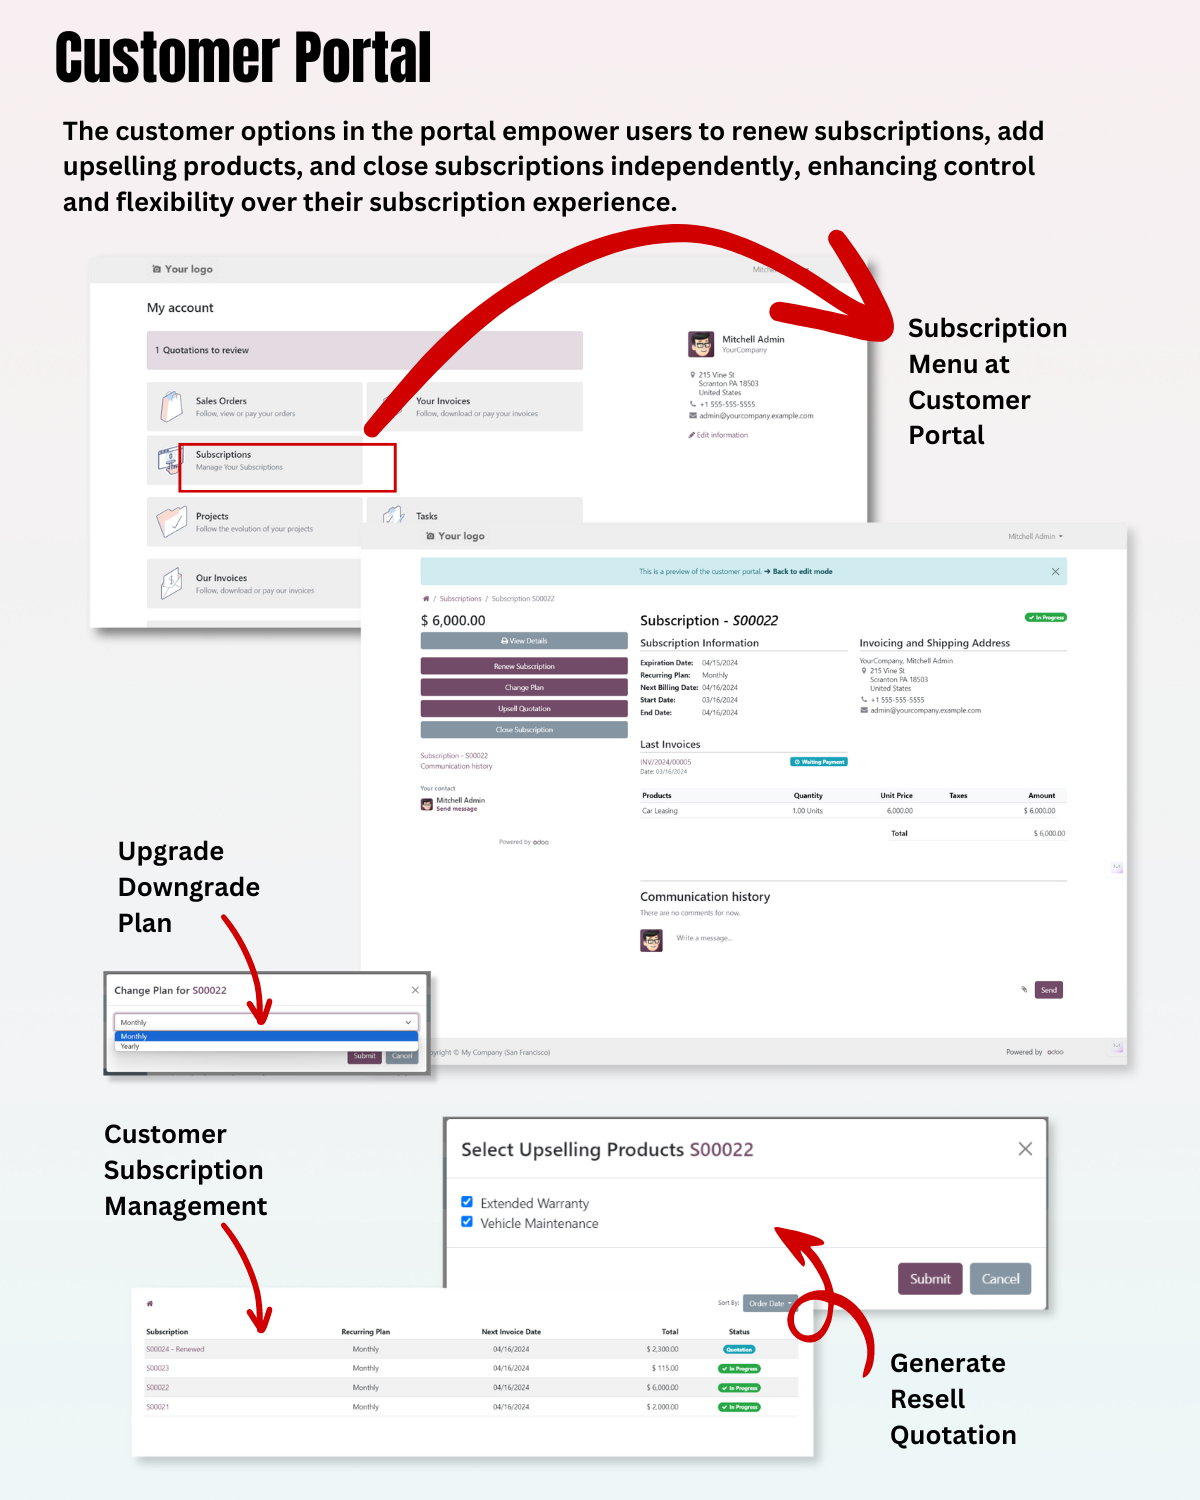 Customer Portal
The customer options in the portal empower users to renew subscriptions, add
upselling products, and close subscriptions independently, enhancing control
and flexibility over their subscription experience.
Your logo
My account
1 Quotations to review
Sales Orders
Follow, view or pay your orders
Your Invoices
Follow, download or pay your invoices
Subscriptions
Manage Your Subscriptions
Projects
Follow the evolution of your projects
Tasks
Our Invoices
Follow, download or pay our invoices
Mitchell Admin
YourCompany
215 Vine St
Scranton PA 18503
United States
+1 555-555-5555
admin@yourcompany.example.com
Edit information
Subscription
Menu at
Customer
Portal
Your logo
Mitchell Admin
This is a preview of the customer portal. Back to edit mode
/ Subscriptions / Subscription S00022
$ 6,000.00
View Details
Renew Subscription
Change Plan
Upsell Quotation
Close Subscription
Subscription - S00022
Communication history
Your contact
Mitchell Admin
Send message
Powered by odoo
Subscription - S00022
In Progress
Subscription Information
Expiration Date: 04/15/2024
Recurring Plan: Monthly
Next Billing Date: 04/16/2024
Start Date: 03/16/2024
End Date: 04/16/2024
Invoicing and Shipping Address
YourCompany, Mitchell Admin
215 Vine St
Scranton PA 18503
United States
+1 555-555-5555
admin@yourcompany.example.com
Last Invoices
INV/2024/00005
Waiting Payment
Date: 03/16/2024
Products Quantity Unit Price Taxes Amount
Car Leasing 1.00 Units 6,000.00 $ 6,000.00
Total $ 6,000.00
Communication history
There are no comments for now.
Write a message...
Send
© My Company (San Francisco)
Powered by odoo
Upgrade
Downgrade
Plan
Change Plan for S00022
Monthly
Monthly
Yearly
Submit Cancel
Customer
Subscription
Management
Select Upselling Products S00022
Extended Warranty
Vehicle Maintenance
Submit Cancel
Sort By: Order Date
Subscription Recurring Plan Next Invoice Date Total Status
S00024 - Renewed Monthly 04/16/2024 $ 2,300.00 Quotation
S00023 Monthly 04/16/2024 $ 115.00 In Progress
S00022 Monthly 04/16/2024 $ 6,000.00 In Progress
S00021 Monthly 04/16/2024 $ 2,000.00 In Progress
Generate
Resell
Quotation